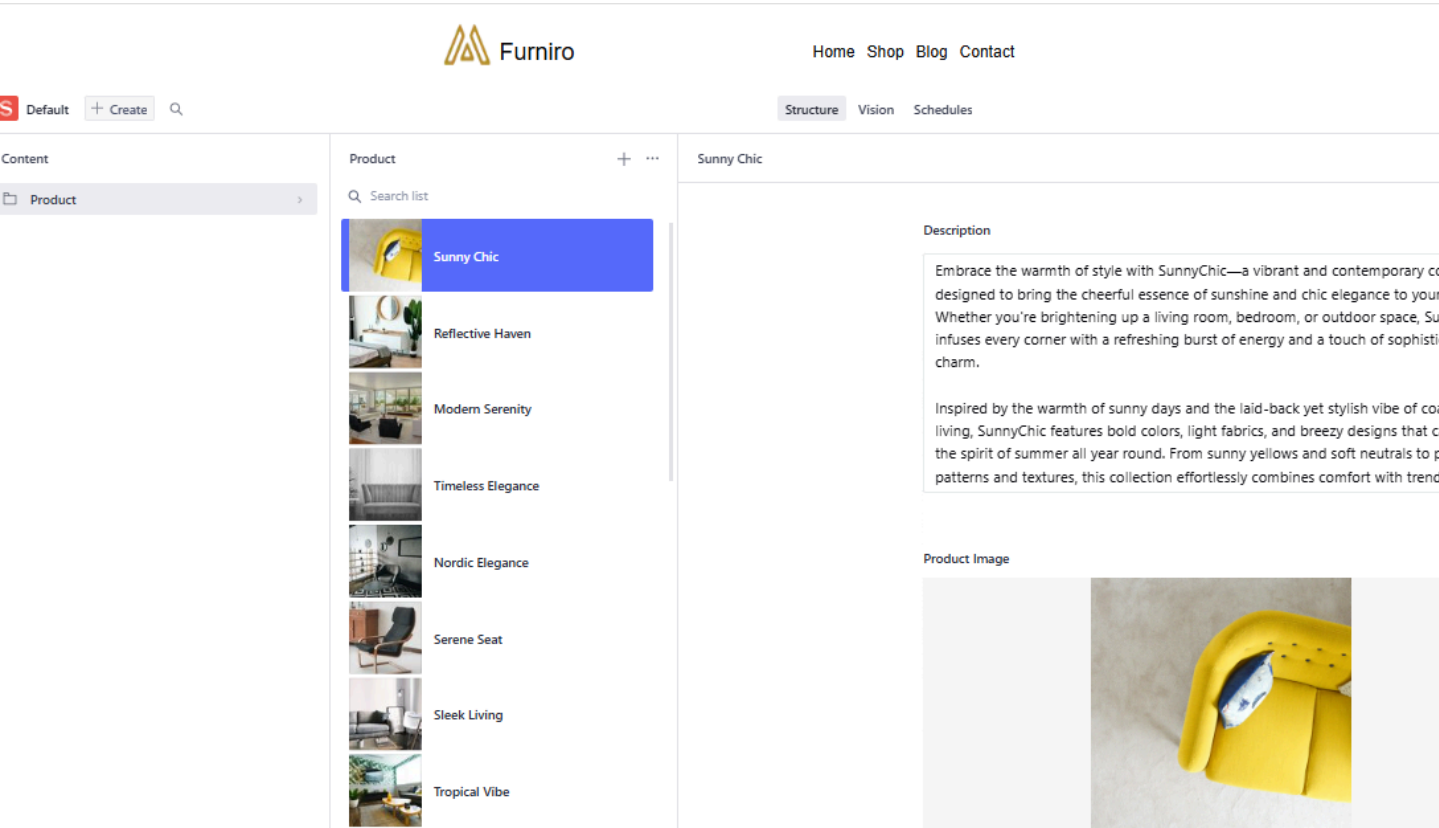 Furniro
Home Shop Blog Contact
S Default + Create
Structure Vision Schedules
Content
Product
Product
Search list
Sunny Chic
Reflective Haven
Modern Serenity
Timeless Elegance
Nordic Elegance
Serene Seat
Sleek Living
Tropical Vibe
Sunny Chic
Description
Embrace the warmth of style with SunnyChic—a vibrant and contemporary
designed to bring the cheerful essence of sunshine and chic elegance to your
Whether you're brightening up a living room, bedroom, or outdoor space,
infuses every corner with a refreshing burst of energy and a touch of
charm.
Inspired by the warmth of sunny days and the laid-back yet stylish vibe of
living, SunnyChic features bold colors, light fabrics, and breezy designs that
the spirit of summer all year round. From sunny yellows and soft neutrals to
patterns and textures, this collection effortlessly combines comfort with
Product Image